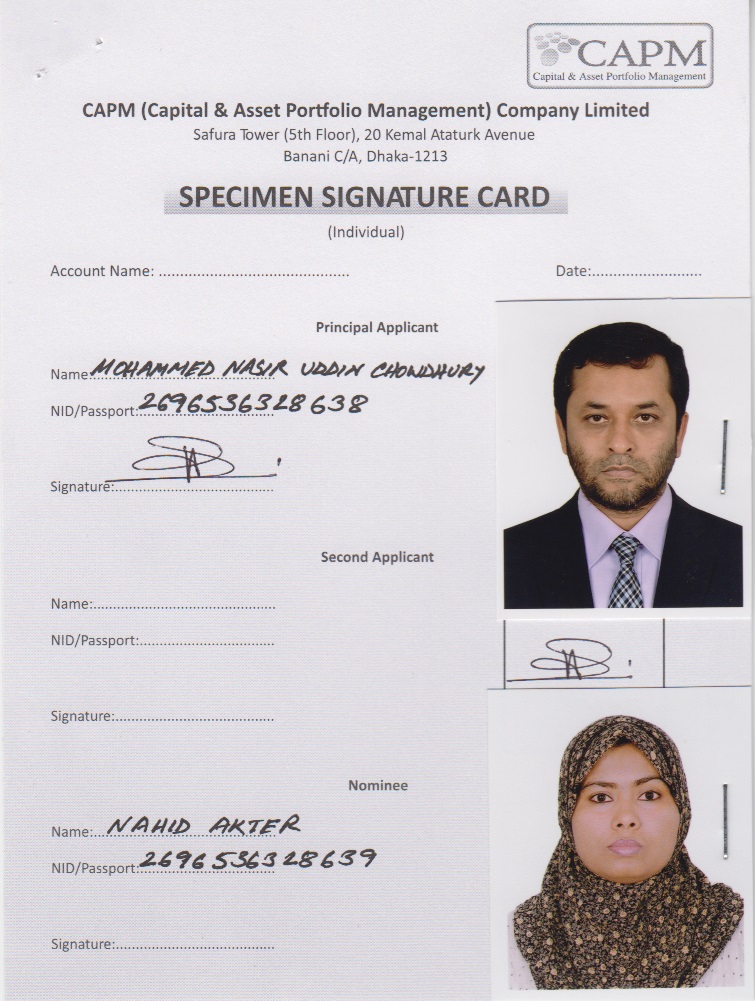 CAPM
Capital & Asset Portfolio Management
CAPM (Capital & Asset Portfolio Management) Company Limited
Safura Tower (5th Floor), 20 Kemal Ataturk Avenue
Banani C/A, Dhaka-1213
SPECIMEN SIGNATURE CARD
(Individual)
Account Name: ............................................. Date:..........................
Principal Applicant
Name: MOHAMMED NASIR UDDIN CHOWDHURY
NID/Passport: 2696536328638
Signature:.....................................
Second Applicant
Name:...........................................
NID/Passport:................................
Signature:.....................................
Nominee
Name: NAHID AKTER
NID/Passport: 2696536328639
Signature:.....................................